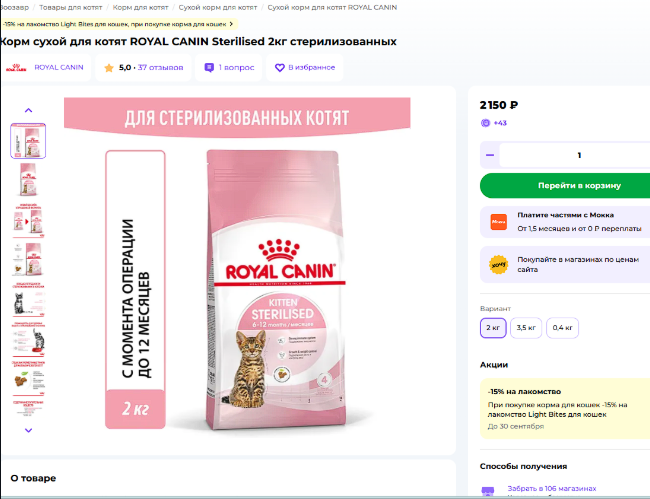 Зоозавр / Товары для котят / Корм для котят / Сухой корм для котят / Сухой корм для котят ROYAL CANIN
-15% на лакомство Light Bites для кошек, при покупке корма для кошек
Корм сухой для котят ROYAL CANIN Sterilised 2кг стерилизованных
ROYAL CANIN
5,0 • 37 отзывов
1 вопрос
В избранное
ДЛЯ СТЕРИЛИЗОВАННЫХ КОТЯТ
С МОМЕНТА ОПЕРАЦИИ
ДО 12 МЕСЯЦЕВ
2 кг
ROYAL CANIN
KITTEN
STERILISED
6-12 months / месяцев
4
О товаре
2 150 ₽
+43
1
Перейти в корзину
Мокка
Платите частями с Мокка
От 1,5 месяцев и от 0 ₽ переплаты
хочу
Покупайте в магазинах по ценам
сайта
Вариант
2 кг
3,5 кг
0,4 кг
Акции
-15% на лакомство
При покупке корма для кошек -15% на
лакомство Light Bites для кошек
До 30 сентября
Способы получения
Забрать в 106 магазинах